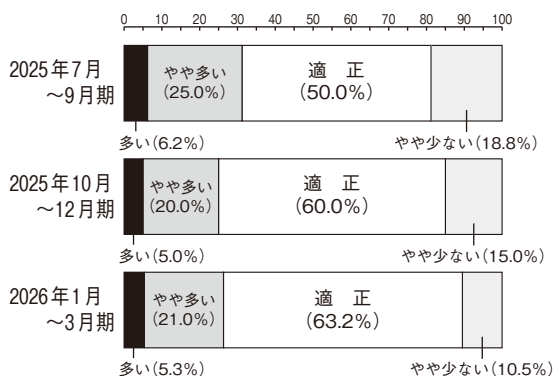 0 10 20 30 40 50 60 70 80 90 100
2025年7月
～9月期
やや多い
(25.0%)
適 正
(50.0%)
多い(6.2%)
やや少ない(18.8%)
2025年10月
～12月期
やや多い
(20.0%)
適 正
(60.0%)
多い(5.0%)
やや少ない(15.0%)
2026年1月
～3月期
やや多い
(21.0%)
適 正
(63.2%)
多い(5.3%)
やや少ない(10.5%)